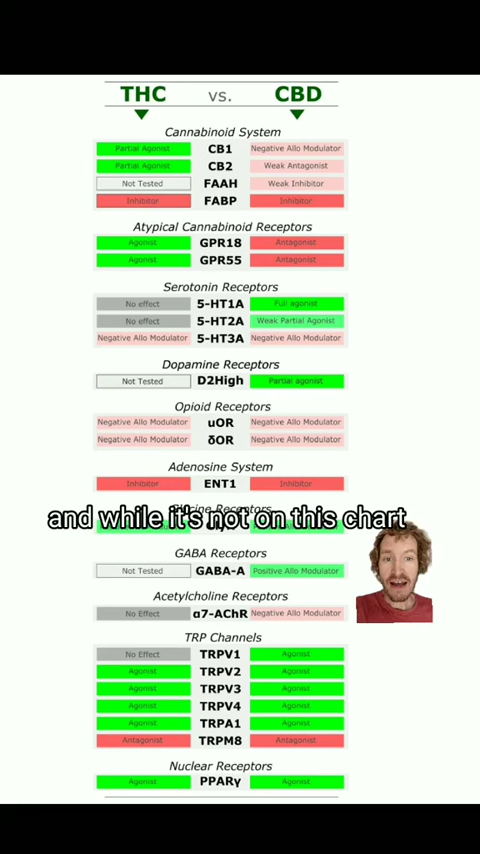 THC vs. CBD
Cannabinoid System
Partial Agonist CB1 Negative Allo Modulator
Partial Agonist CB2 Weak Antagonist
Not Tested FAAH Weak Inhibitor
Inhibitor FABP Inhibitor
Atypical Cannabinoid Receptors
Agonist GPR18 Antagonist
Agonist GPR55 Antagonist
Serotonin Receptors
No effect 5-HT1A Full agonist
No effect 5-HT2A Weak Partial Agonist
Negative Allo Modulator 5-HT3A Negative Allo Modulator
Dopamine Receptors
Not Tested D2High Partial agonist
Opioid Receptors
Negative Allo Modulator uOR Negative Allo Modulator
Negative Allo Modulator δOR Negative Allo Modulator
Adenosine System
Inhibitor ENT1 Inhibitor
Receptors
and while it's not on this chart
GABA Receptors
Not Tested GABA-A Positive Allo Modulator
Acetylcholine Receptors
No Effect α7-AChR Negative Allo Modulator
TRP Channels
No Effect TRPV1 Agonist
Agonist TRPV2 Agonist
Agonist TRPV3 Agonist
Agonist TRPV4 Agonist
Agonist TRPA1 Agonist
Antagonist TRPM8 Antagonist
Nuclear Receptors
Agonist PPARγ Agonist